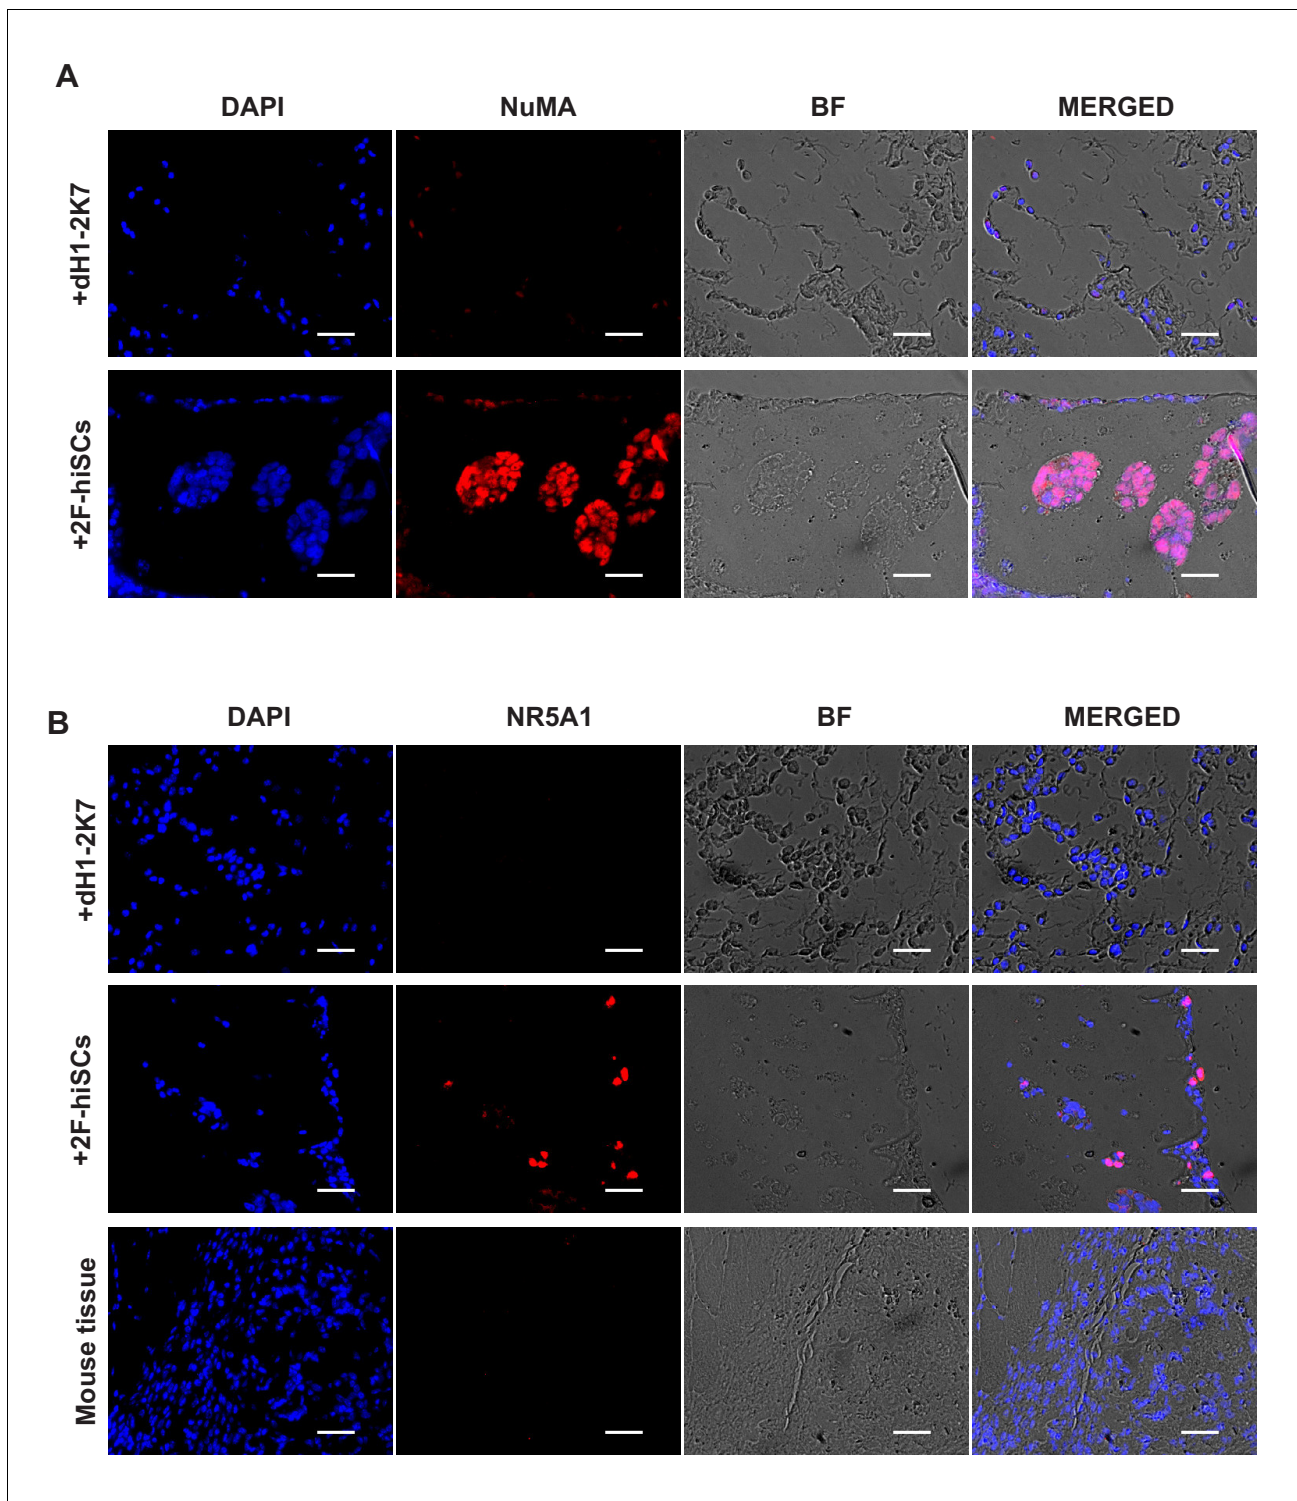 A
DAPI NuMA BF MERGED
+dH1-2K7
+2F-hiSCs
B
DAPI NR5A1 BF MERGED
+dH1-2K7
+2F-hiSCs
Mouse tissue